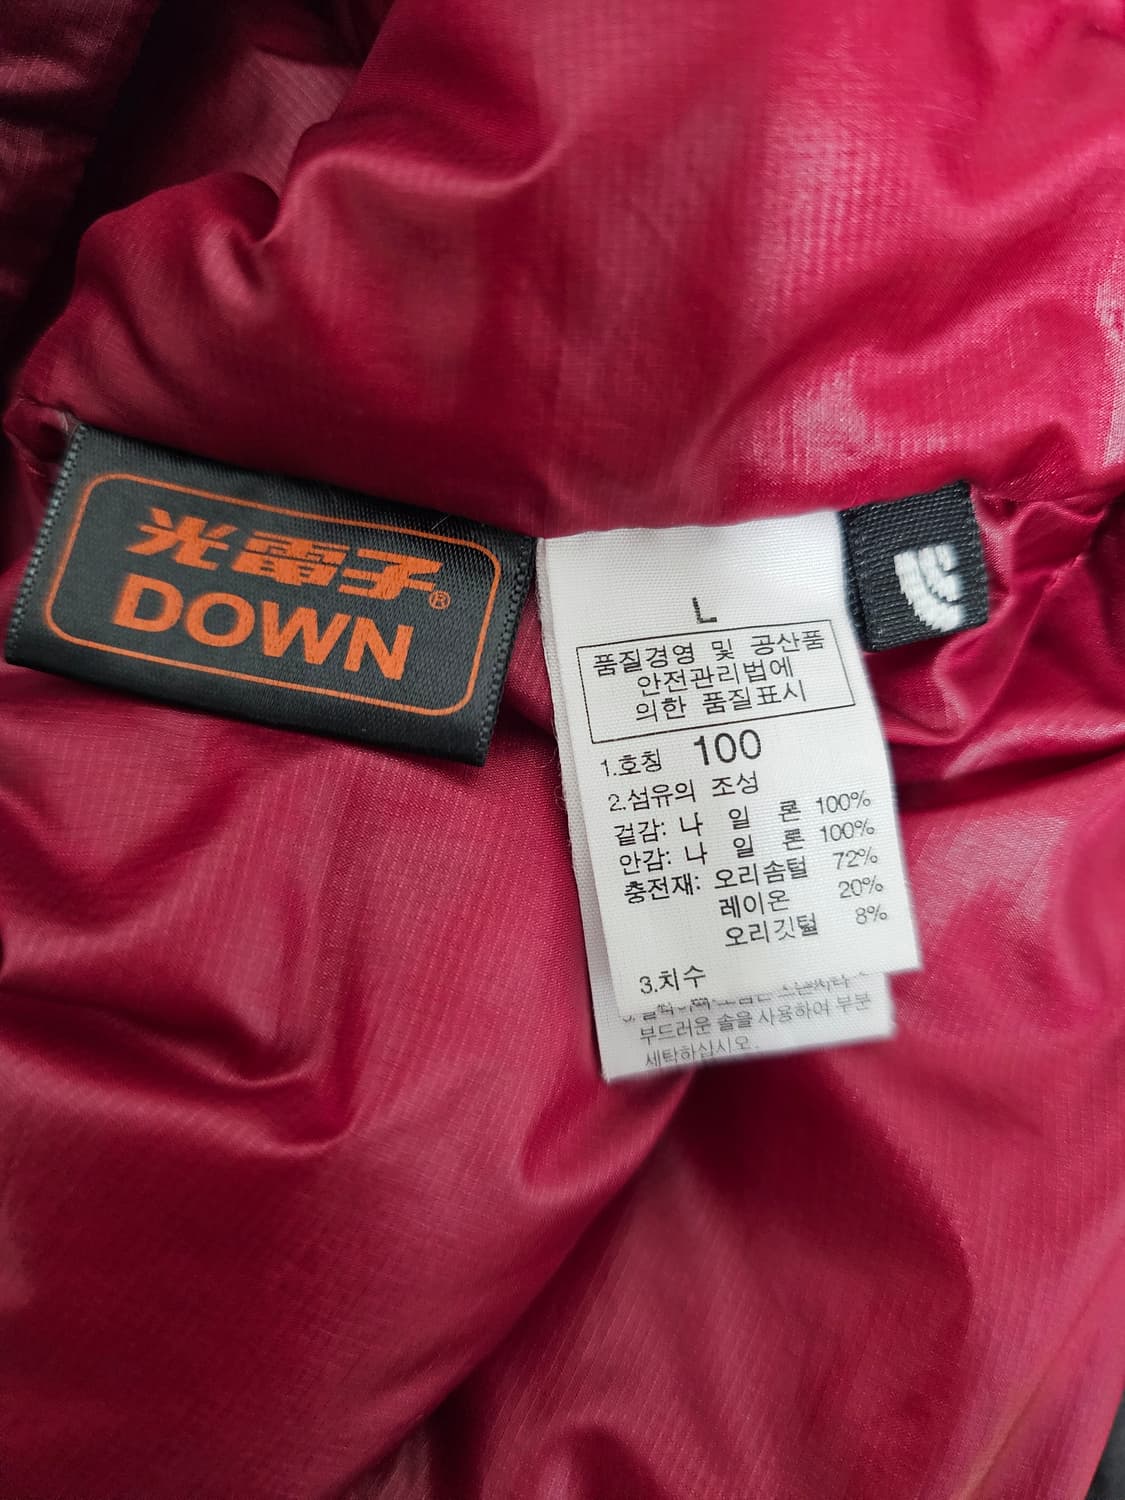 光電子®
DOWN
L
품질경영 및 공산품
안전관리법에
의한 품질표시
1.호칭 100
2.섬유의 조성
겉감: 나 일 론 100%
안감: 나 일 론 100%
충전재: 오리솜털 72%
레이온 20%
오리깃털 8%
3.치수
부드러운 솔을 사용하여 부분
세탁하십시오.